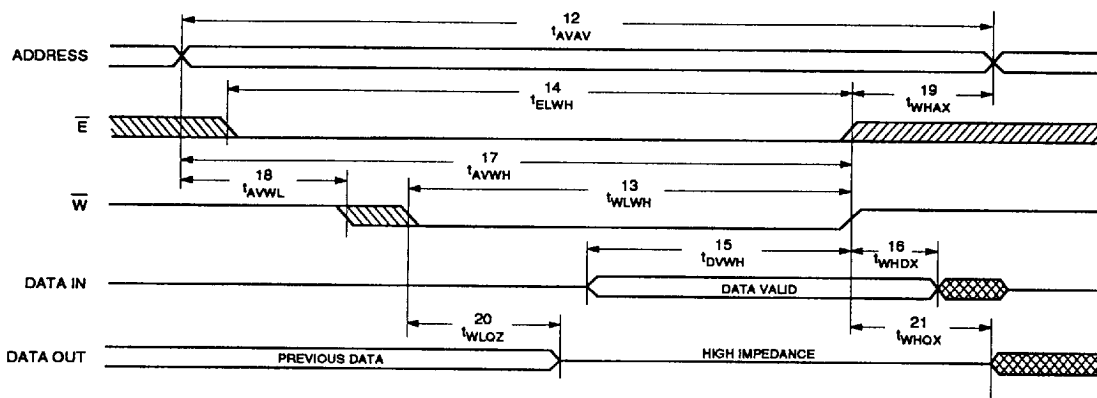 12
tAVAV
ADDRESS
14
tELWH
19
tWHAX
E
17
tAVWH
18
tAVWL
13
tWLWH
W
15
tDVWH
16
tWHDX
DATA IN
DATA VALID
20
tWLQZ
21
tWHQX
DATA OUT
PREVIOUS DATA
HIGH IMPEDANCE